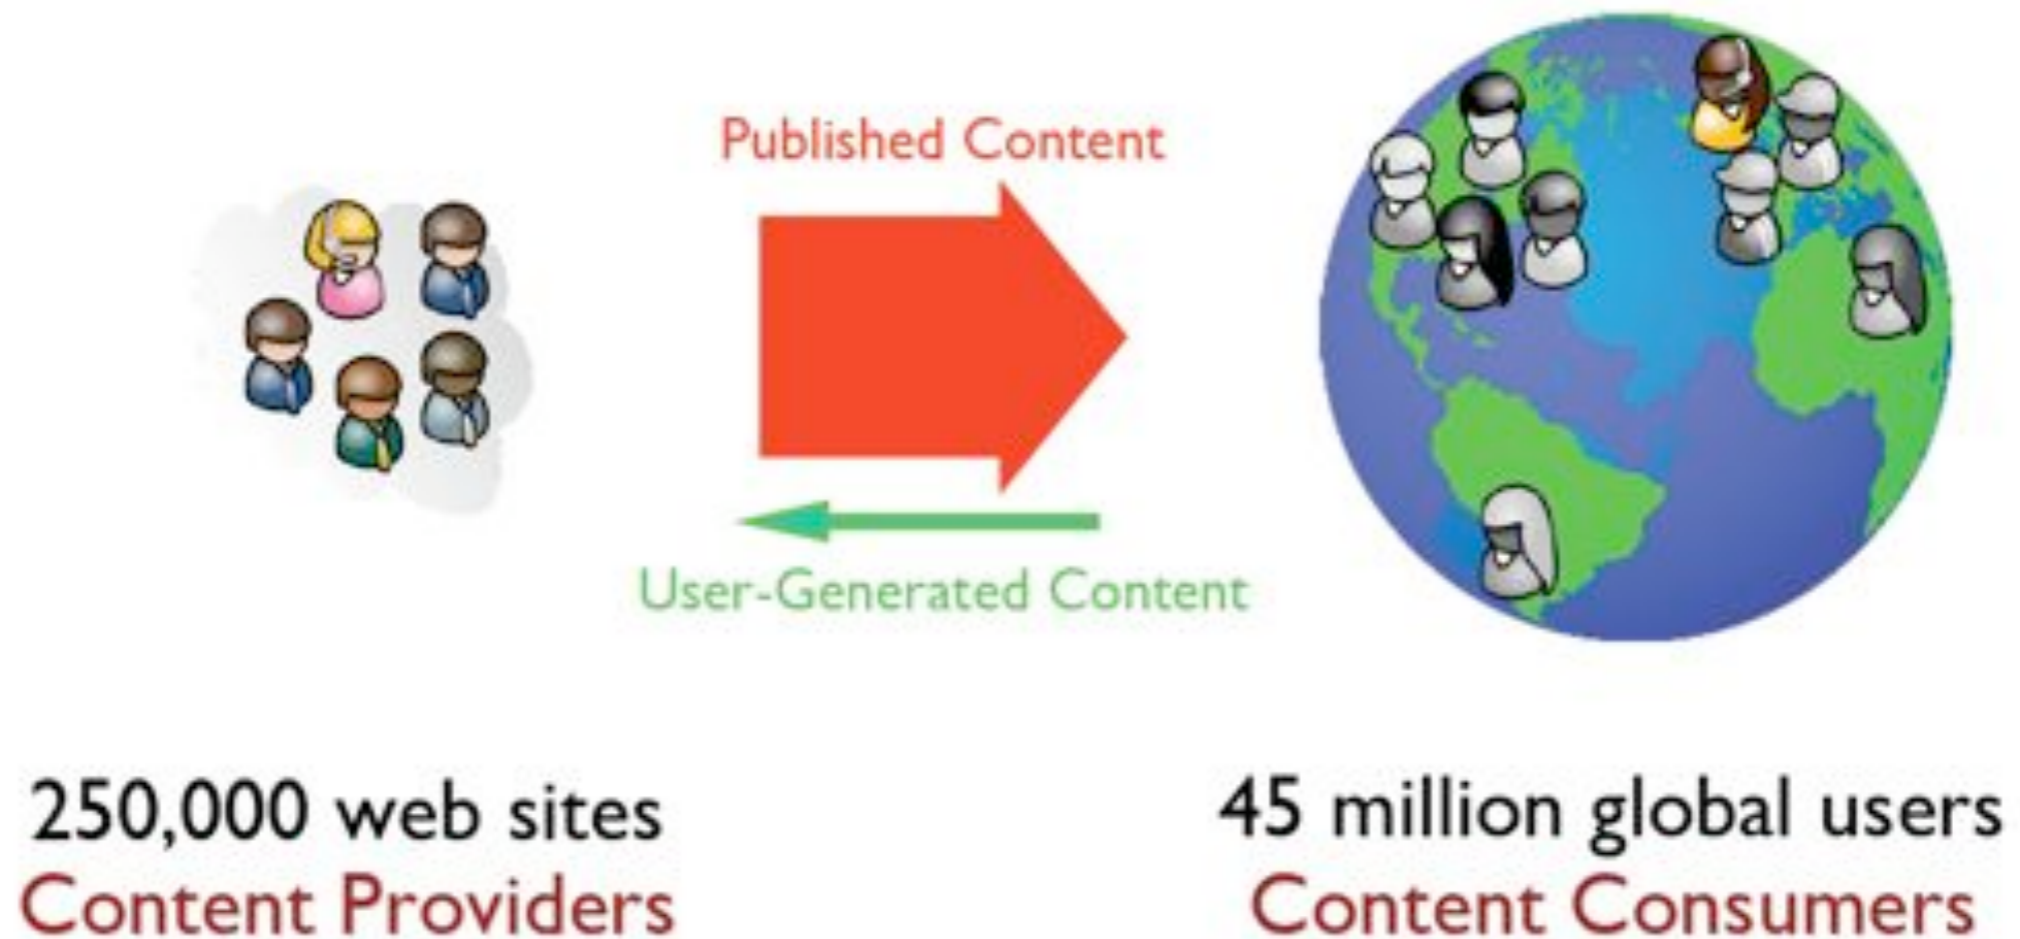 Published Content
User-Generated Content
250,000 web sites
Content Providers
45 million global users
Content Consumers